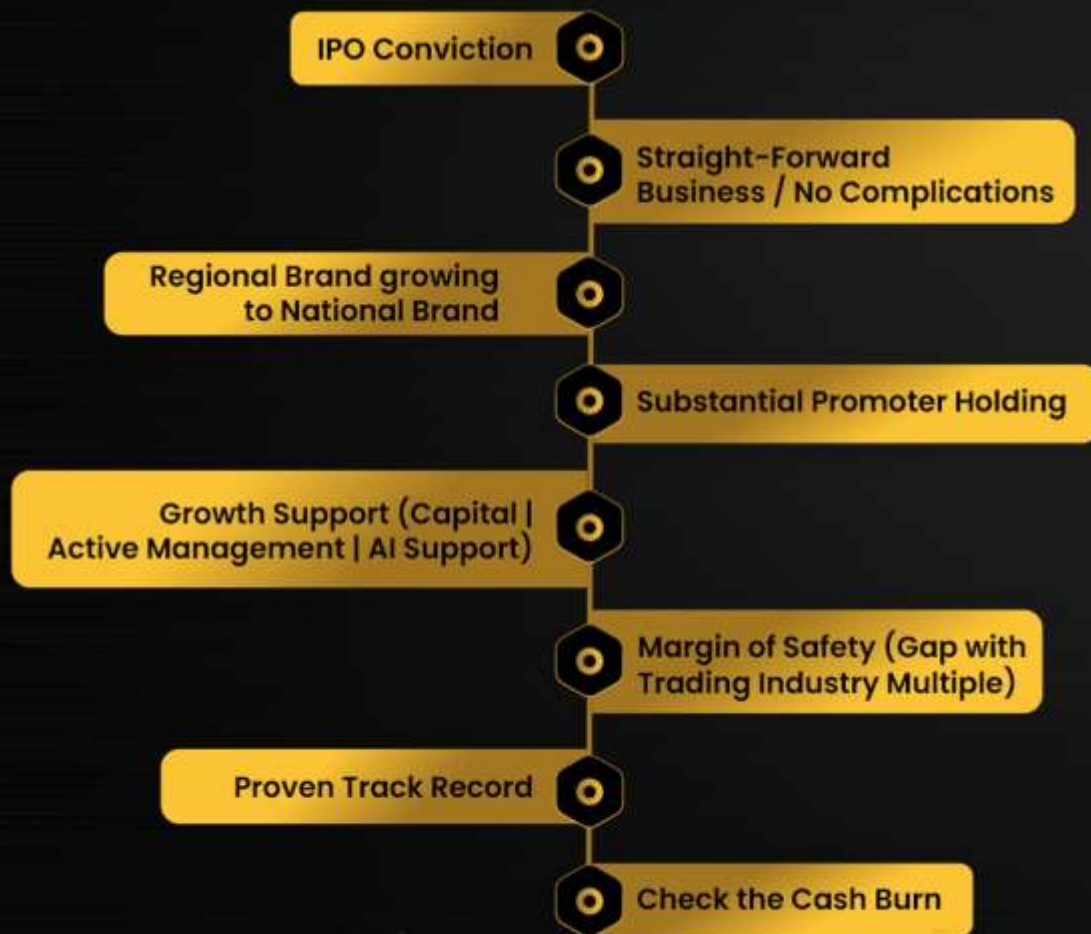 IPO Conviction
Straight-Forward
Business / No Complications
Regional Brand growing
to National Brand
Substantial Promoter Holding
Growth Support (Capital |
Active Management | AI Support)
Margin of Safety (Gap with
Trading Industry Multiple)
Proven Track Record
Check the Cash Burn